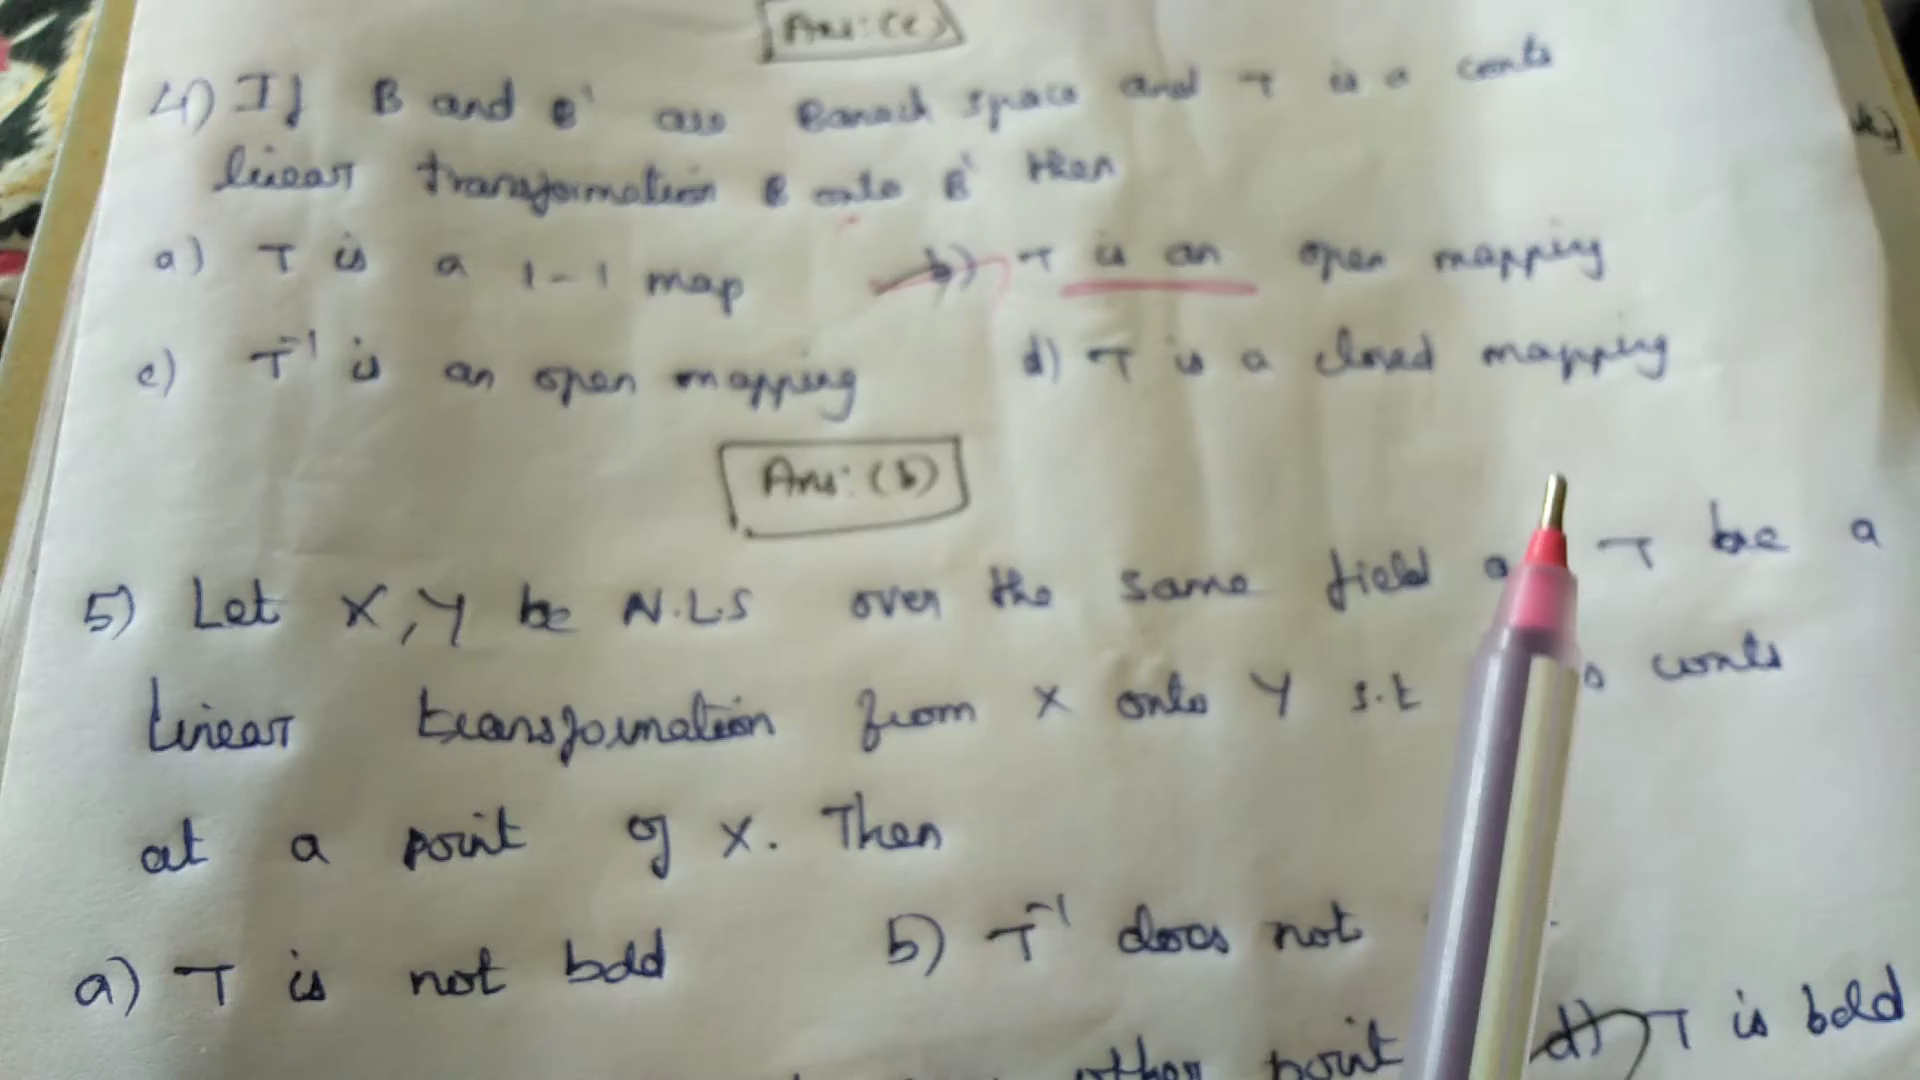 Ans: (c)
4) If B and B' are Banach space and T is a conts
linear transformation B onto B' then
a) T is a 1-1 map b) T is an open mapping
c) T⁻¹ is an open mapping d) T is a closed mapping
Ans: (b)
5) Let X, Y be N.L.S over the same field T be a
linear transformation from X onto Y s.t conts
at a point of X. Then
a) T is not bdd b) T⁻¹ does not
other point d) T is bdd